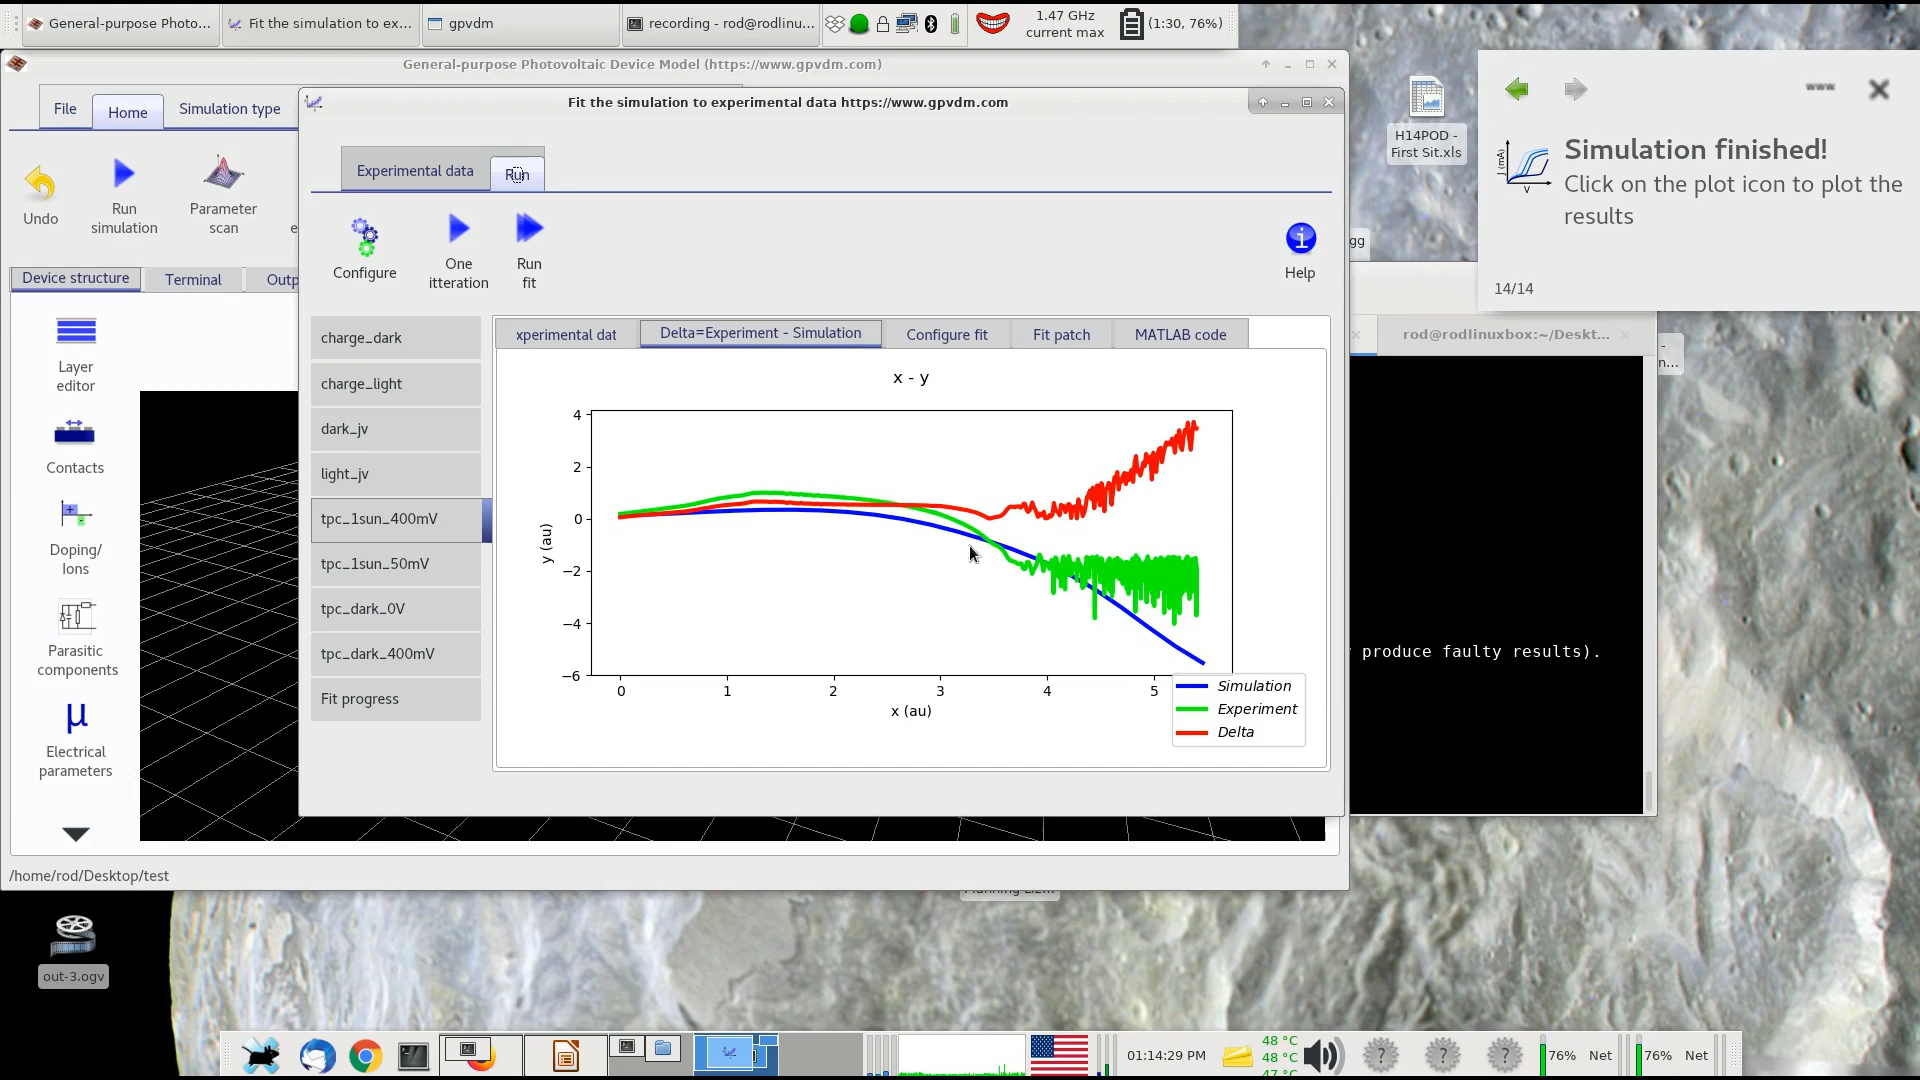 General-purpose Photo...
Fit the simulation to ex...
gpvdm
recording - rod@rodlinu...
1.47 GHz
current max
(1:30, 76%)
General-purpose Photovoltaic Device Model (https://www.gpvdm.com)
File
Home
Simulation type
Undo
Run
simulation
Parameter
scan
Device structure
Terminal
Outp
Layer
editor
Contacts
Doping/
Ions
Parasitic
components
μ
Electrical
parameters
/home/rod/Desktop/test
Fit the simulation to experimental data https://www.gpvdm.com
Experimental data
Run
Configure
One
itteration
Run
fit
Help
charge_dark
charge_light
dark_jv
light_jv
tpc_1sun_400mV
tpc_1sun_50mV
tpc_dark_0V
tpc_dark_400mV
Fit progress
xperimental dat
Delta=Experiment - Simulation
Configure fit
Fit patch
MATLAB code
x - y
4
2
0
−2
−4
−6
y (au)
0
1
2
3
4
5
x (au)
Simulation
Experiment
Delta
H14POD -
First Sit.xls
gg
www
J (mA)
V
Simulation finished!
Click on the plot icon to plot the
results
14/14
rod@rodlinuxbox:~/Deskt...
n...
produce faulty results).
out-3.ogv
01:14:29 PM
48 °C
48 °C
47 °C
76%
Net
76%
Net